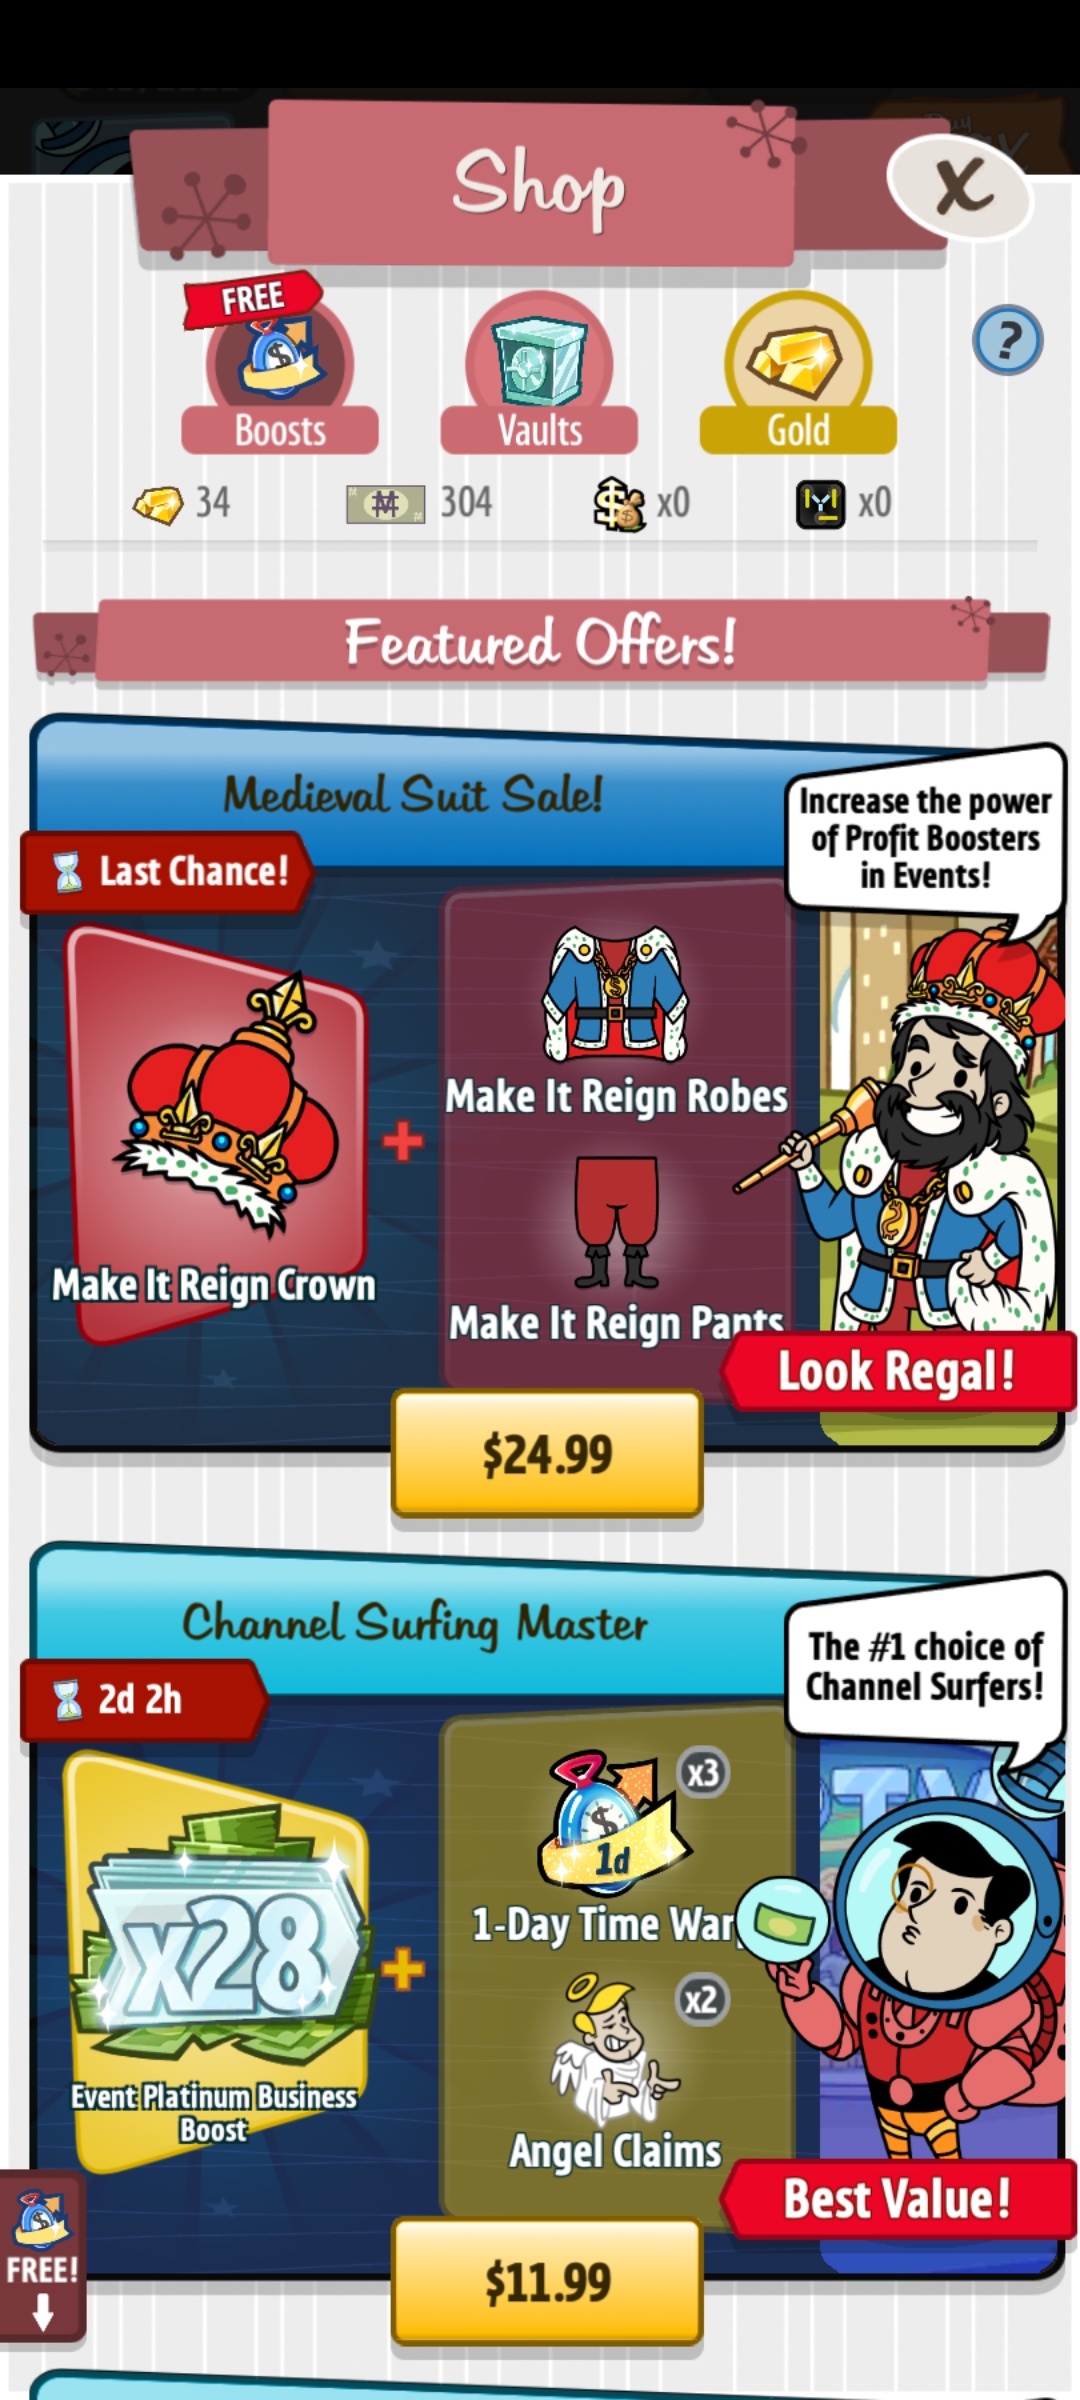 Shop
X
FREE
Boosts
Vaults
Gold
?
34
304
x0
x0
Featured Offers!
Medieval Suit Sale!
Increase the power
of Profit Boosters
in Events!
Last Chance!
Make It Reign Robes
Make It Reign Crown
Make It Reign Pants
Look Regal!
$24.99
Channel Surfing Master
The #1 choice of
Channel Surfers!
2d 2h
x3
1d
x28
1-Day Time War
x2
Event Platinum Business
Boost
Angel Claims
Best Value!
FREE!
$11.99